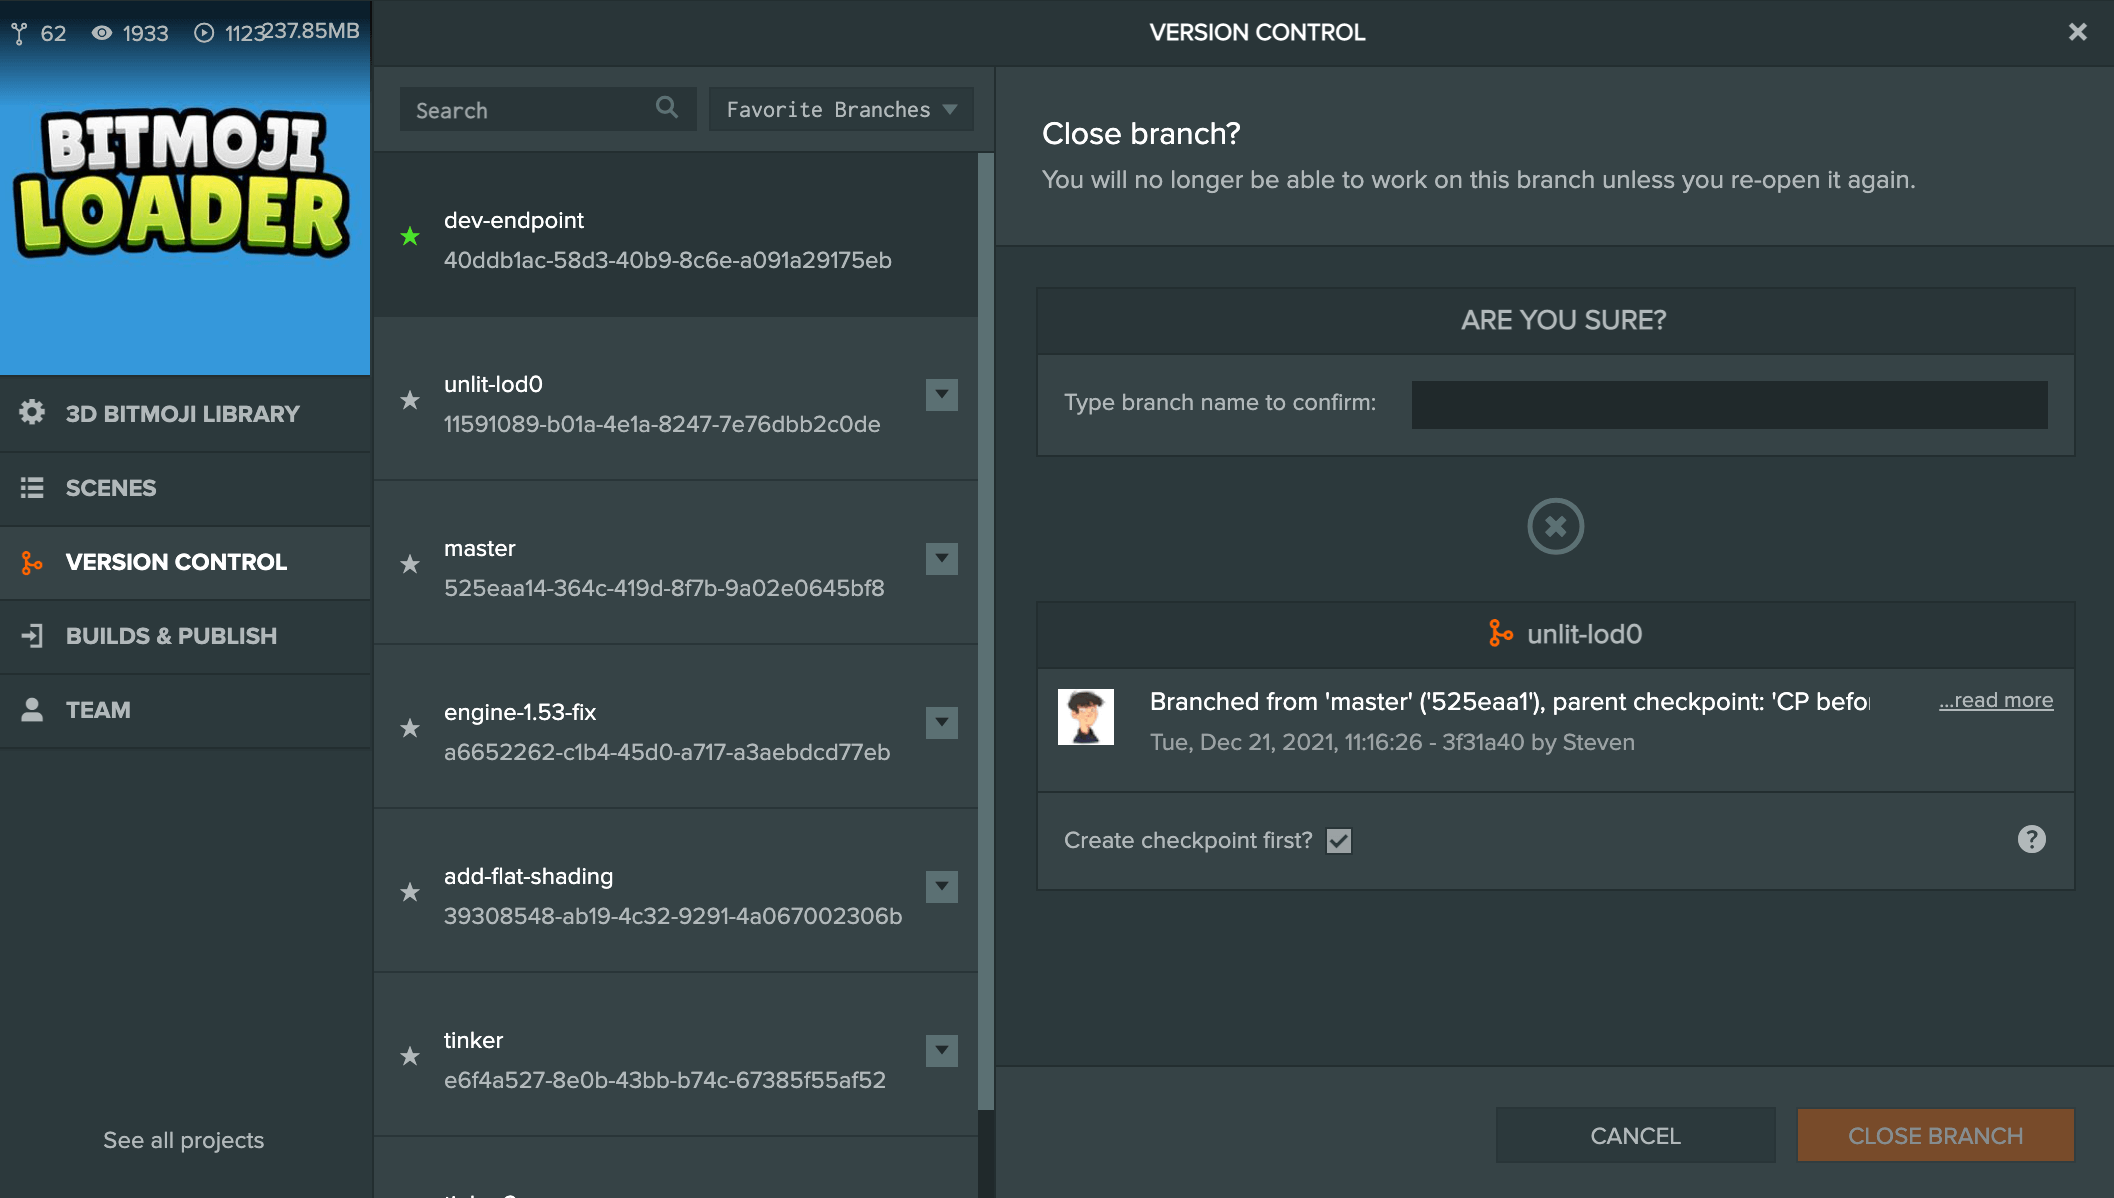 62 1933 1123 237.85MB
BITMOJI
LOADER
3D BITMOJI LIBRARY
SCENES
VERSION CONTROL
BUILDS & PUBLISH
TEAM
See all projects
VERSION CONTROL
Search
Favorite Branches
dev-endpoint
40ddb1ac-58d3-40b9-8c6e-a091a29175eb
unlit-lod0
11591089-b01a-4e1a-8247-7e76dbb2c0de
master
525eaa14-364c-419d-8f7b-9a02e0645bf8
engine-1.53-fix
a6652262-c1b4-45d0-a717-a3aebdcd77eb
add-flat-shading
39308548-ab19-4c32-9291-4a067002306b
tinker
e6f4a527-8e0b-43bb-b74c-67385f55af52
Close branch?
You will no longer be able to work on this branch unless you re-open it again.
ARE YOU SURE?
Type branch name to confirm:
unlit-lod0
Branched from 'master' ('525eaa1'), parent checkpoint: 'CP befor ...read more
Tue, Dec 21, 2021, 11:16:26 - 3f31a40 by Steven
Create checkpoint first?
CANCEL
CLOSE BRANCH